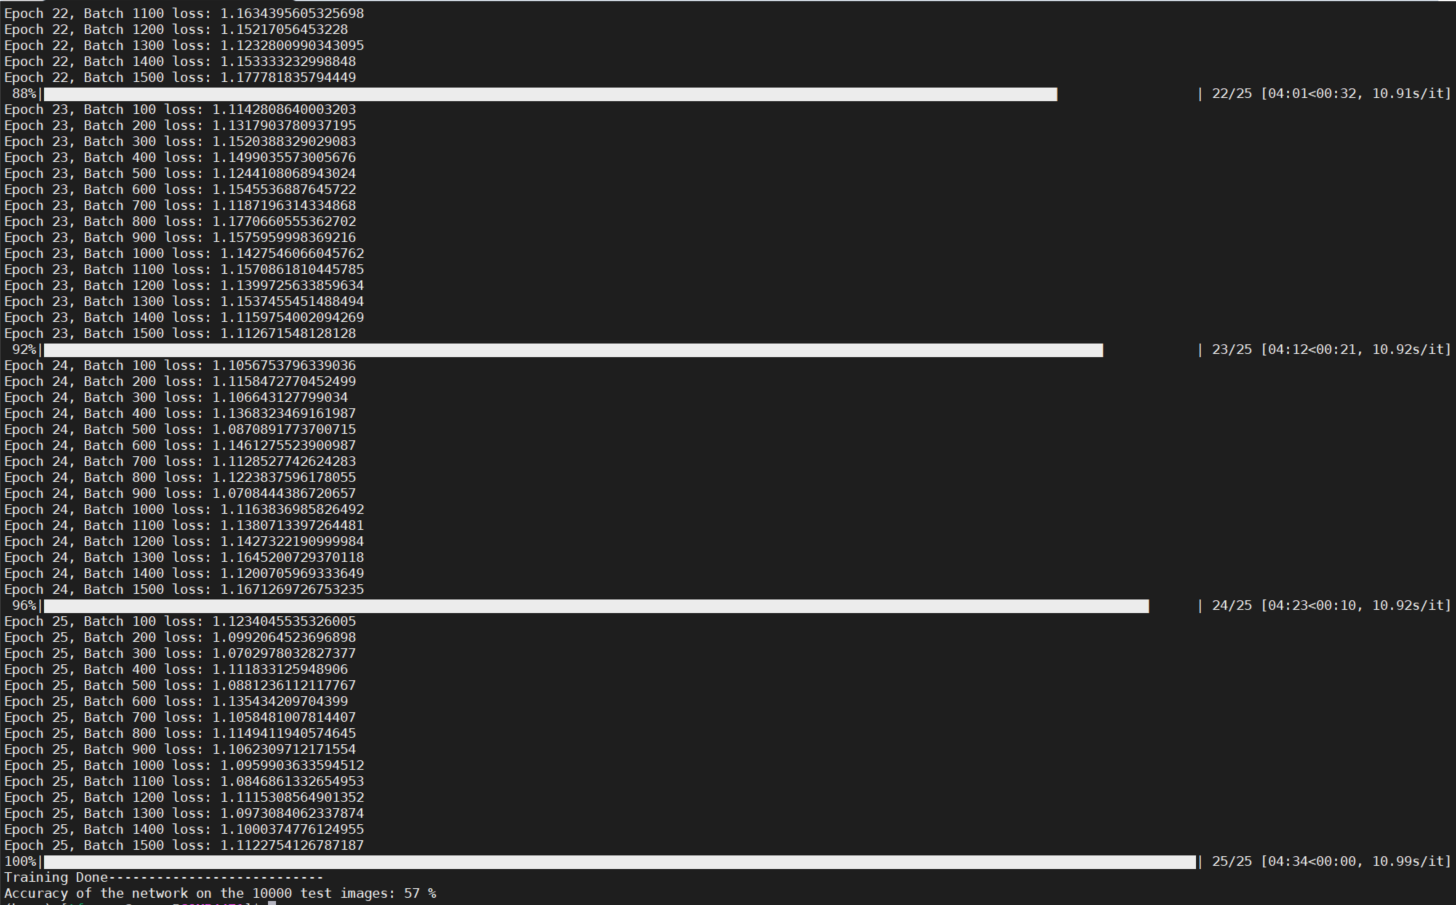 Epoch 22, Batch 1100 loss: 1.1634395605325698
Epoch 22, Batch 1200 loss: 1.15217056453228
Epoch 22, Batch 1300 loss: 1.1232800990343095
Epoch 22, Batch 1400 loss: 1.153333232998848
Epoch 22, Batch 1500 loss: 1.177781835794449
88%| | 22/25 [04:01<00:32, 10.91s/it]
Epoch 23, Batch 100 loss: 1.1142808640003203
Epoch 23, Batch 200 loss: 1.1317903780937195
Epoch 23, Batch 300 loss: 1.1520388329029083
Epoch 23, Batch 400 loss: 1.1499035573005676
Epoch 23, Batch 500 loss: 1.1244108068943024
Epoch 23, Batch 600 loss: 1.1545536887645722
Epoch 23, Batch 700 loss: 1.1187196314334868
Epoch 23, Batch 800 loss: 1.1770660555362702
Epoch 23, Batch 900 loss: 1.1575959998369216
Epoch 23, Batch 1000 loss: 1.1427546066045762
Epoch 23, Batch 1100 loss: 1.1570861810445785
Epoch 23, Batch 1200 loss: 1.1399725633859634
Epoch 23, Batch 1300 loss: 1.1537455451488494
Epoch 23, Batch 1400 loss: 1.1159754002094269
Epoch 23, Batch 1500 loss: 1.112671548128128
92%| | 23/25 [04:12<00:21, 10.92s/it]
Epoch 24, Batch 100 loss: 1.1056753796339036
Epoch 24, Batch 200 loss: 1.1158472770452499
Epoch 24, Batch 300 loss: 1.106643127799034
Epoch 24, Batch 400 loss: 1.1368323469161987
Epoch 24, Batch 500 loss: 1.0870891773700715
Epoch 24, Batch 600 loss: 1.1461275523900987
Epoch 24, Batch 700 loss: 1.1128527742624283
Epoch 24, Batch 800 loss: 1.1223837596178055
Epoch 24, Batch 900 loss: 1.0708444386720657
Epoch 24, Batch 1000 loss: 1.1163836985826492
Epoch 24, Batch 1100 loss: 1.1380713397264481
Epoch 24, Batch 1200 loss: 1.1427322190999984
Epoch 24, Batch 1300 loss: 1.1645200729370118
Epoch 24, Batch 1400 loss: 1.1200705969333649
Epoch 24, Batch 1500 loss: 1.1671269726753235
96%| | 24/25 [04:23<00:10, 10.92s/it]
Epoch 25, Batch 100 loss: 1.1234045535326005
Epoch 25, Batch 200 loss: 1.0992064523696898
Epoch 25, Batch 300 loss: 1.0702978032827377
Epoch 25, Batch 400 loss: 1.111833125948906
Epoch 25, Batch 500 loss: 1.0881236112117767
Epoch 25, Batch 600 loss: 1.135434209704399
Epoch 25, Batch 700 loss: 1.1058481007814407
Epoch 25, Batch 800 loss: 1.1149411940574645
Epoch 25, Batch 900 loss: 1.1062309712171554
Epoch 25, Batch 1000 loss: 1.0959903633594512
Epoch 25, Batch 1100 loss: 1.0846861332654953
Epoch 25, Batch 1200 loss: 1.1115308564901352
Epoch 25, Batch 1300 loss: 1.0973084062337874
Epoch 25, Batch 1400 loss: 1.1000374776124955
Epoch 25, Batch 1500 loss: 1.1122754126787187
100%| | 25/25 [04:34<00:00, 10.99s/it]
Training Done---------------------------
Accuracy of the network on the 10000 test images: 57 %